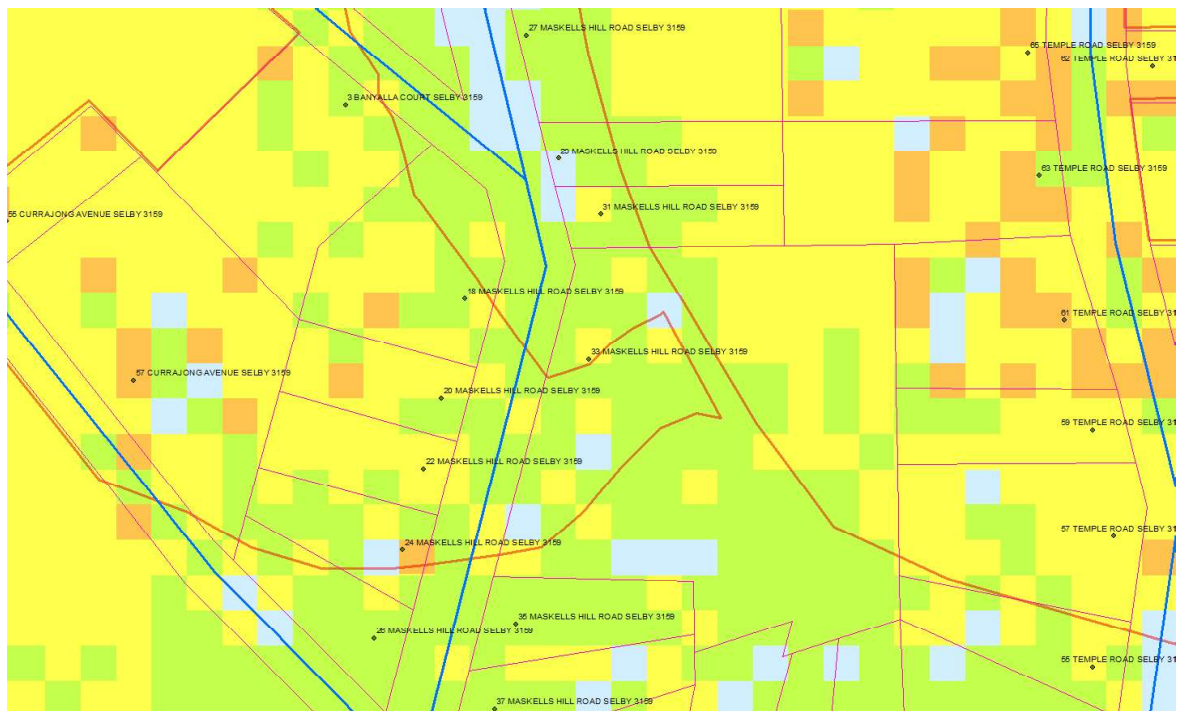 27 MASKELLS HILL ROAD SELBY 3159
65 TEMPLE ROAD SELBY 3159
62 TEMPLE ROAD SELBY 31
3 BANYALLA COURT SELBY 3159
29 MASKELLS HILL ROAD SELBY 3159
63 TEMPLE ROAD SELBY 3159
55 CURRAJONG AVENUE SELBY 3159
31 MASKELLS HILL ROAD SELBY 3159
18 MASKELLS HILL ROAD SELBY 3159
61 TEMPLE ROAD SELBY 3159
33 MASKELLS HILL ROAD SELBY 3159
57 CURRAJONG AVENUE SELBY 3159
20 MASKELLS HILL ROAD SELBY 3159
59 TEMPLE ROAD SELBY 31
22 MASKELLS HILL ROAD SELBY 3159
57 TEMPLE ROAD SELBY 31
24 MASKELLS HILL ROAD SELBY 3159
35 MASKELLS HILL ROAD SELBY 3159
26 MASKELLS HILL ROAD SELBY 3159
55 TEMPLE ROAD SELBY 31
37 MASKELLS HILL ROAD SELBY 3159